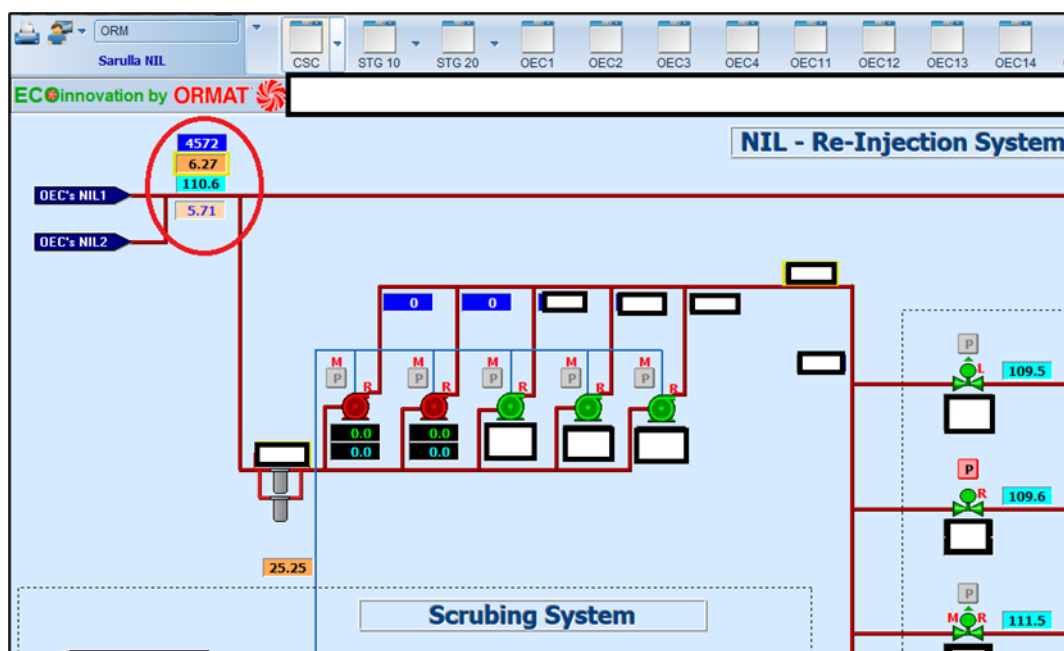 ORM
Sarulla NIL
CSC
STG 10
STG 20
OEC1
OEC2
OEC3
OEC4
OEC11
OEC12
OEC13
OEC14
ECOinnovation by ORMAT
NIL - Re-Injection System
4572
6.27
110.6
5.71
OEC's NIL1
OEC's NIL2
0
0
M
P
R
M
P
R
M
P
R
M
P
R
M
P
R
0.0
0.0
0.0
0.0
P
L
109.5
P
R
109.6
P
M
R
111.5
25.25
Scrubing System